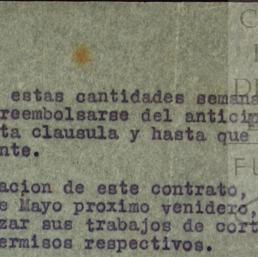 estas cantidades semana
reembolsarse del anticip
ta clausula y hasta que
nte.
acion de este contrato,
e Mayo proximo venidero,
zar sus trabajos de cort
ermisos respectivos.